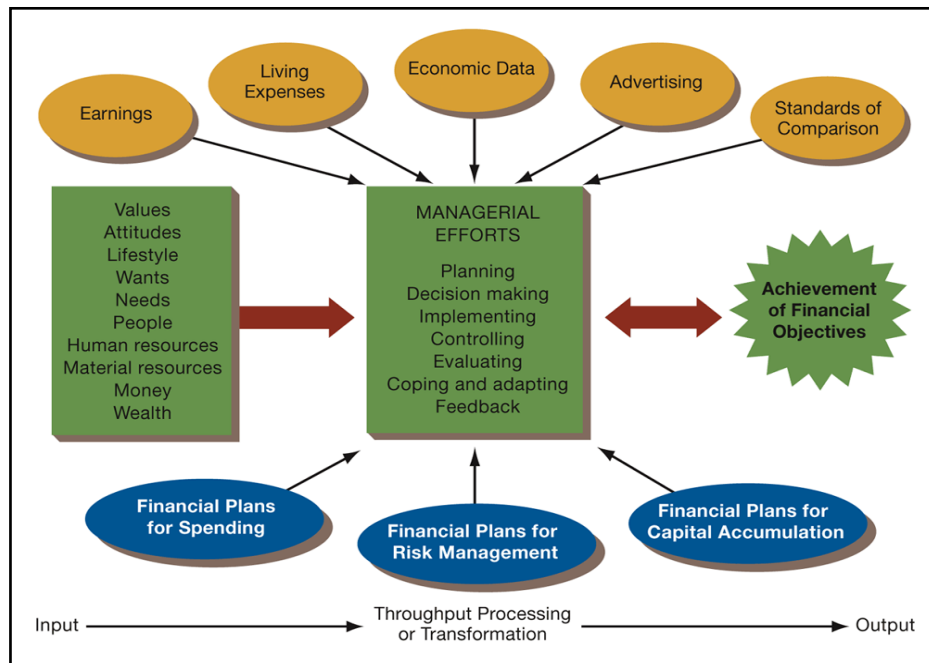 Earnings
Living
Expenses
Economic Data
Advertising
Standards of
Comparison
Values
Attitudes
Lifestyle
Wants
Needs
People
Human resources
Material resources
Money
Wealth
MANAGERIAL
EFFORTS
Planning
Decision making
Implementing
Controlling
Evaluating
Coping and adapting
Feedback
Achievement
of Financial
Objectives
Financial Plans
for Spending
Financial Plans for
Risk Management
Financial Plans for
Capital Accumulation
Input
Throughput Processing
or Transformation
Output